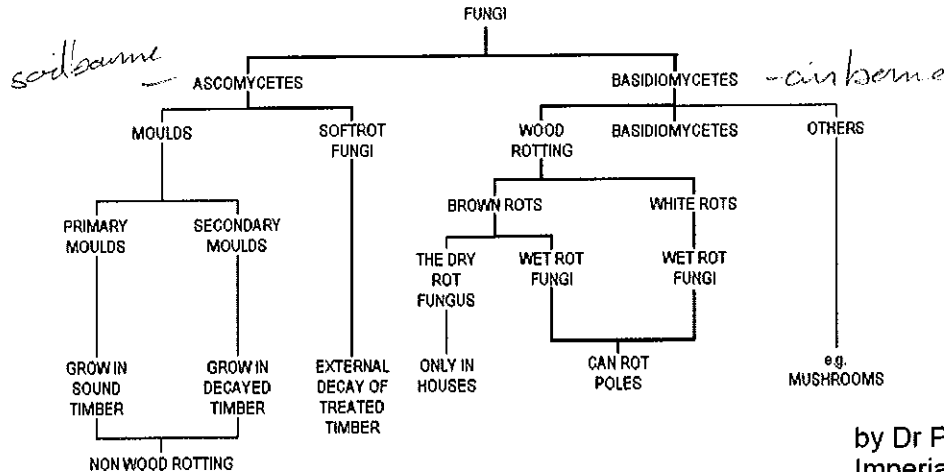 FUNGI
soilbourne
ASCOMYCETES
BASIDIOMYCETES
- airborne
MOULDS
SOFTROT
FUNGI
WOOD
ROTTING
BASIDIOMYCETES
OTHERS
BROWN ROTS
WHITE ROTS
PRIMARY
MOULDS
SECONDARY
MOULDS
THE DRY
ROT
FUNGUS
WET ROT
FUNGI
WET ROT
FUNGI
GROW IN
SOUND
TIMBER
GROW IN
DECAYED
TIMBER
EXTERNAL
DECAY OF
TREATED
TIMBER
ONLY IN
HOUSES
CAN ROT
POLES
e.g.
MUSHROOMS
NON WOOD ROTTING
by Dr P
Imperia